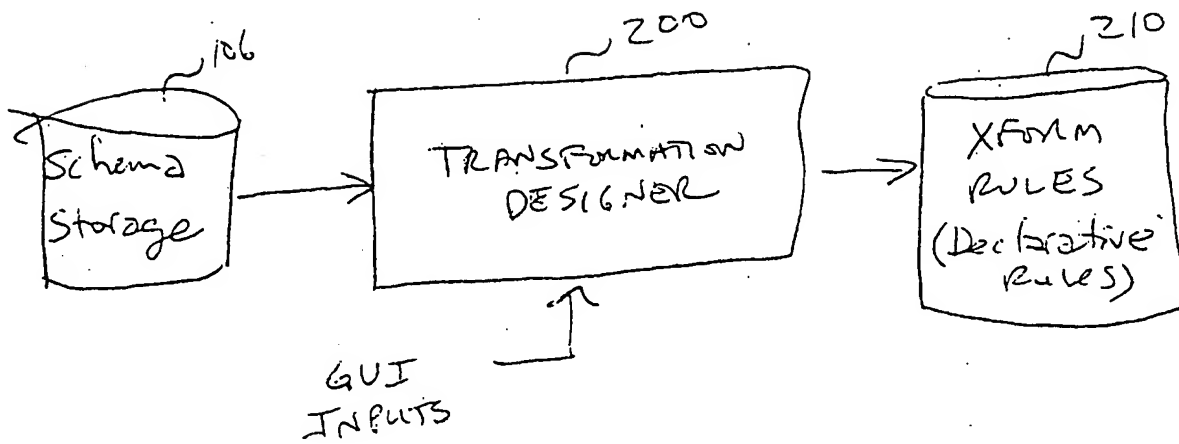 106
Schema
Storage
200
TRANSFORMATION
DESIGNER
GUI
INPUTS
210
XFORM
RULES
(Declarative
Rules)